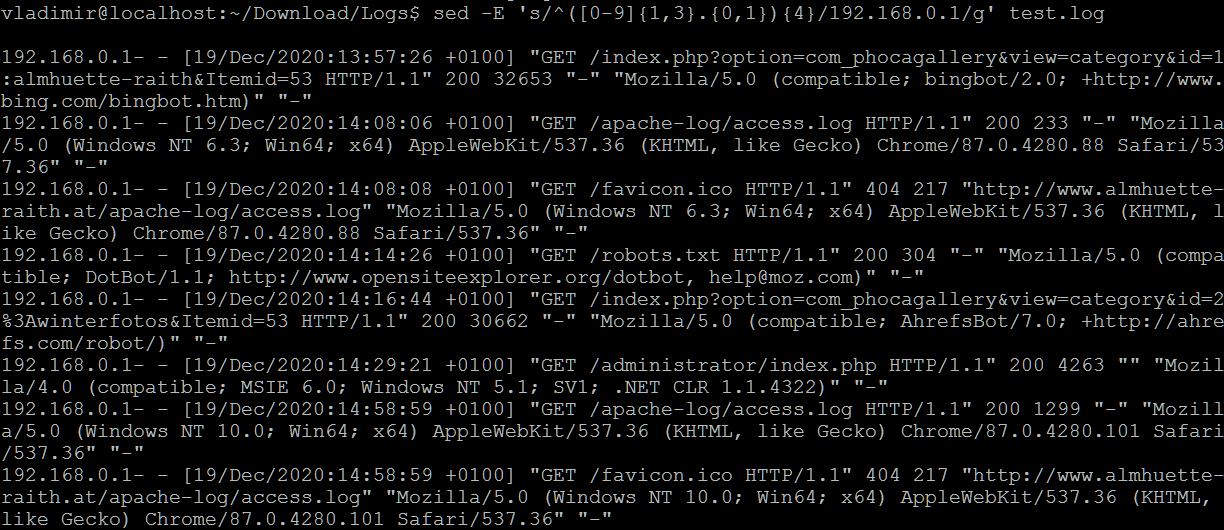 vladimir@localhost:~/Download/Logs$ sed -E 's/^([0-9]{1,3}.{0,1}){4}/192.168.0.1/g' test.log
192.168.0.1- - [19/Dec/2020:13:57:26 +0100] "GET /index.php?option=com_phocagallery&view=category&id=1
:almhuette-raith&Itemid=53 HTTP/1.1" 200 32653 "-" "Mozilla/5.0 (compatible; bingbot/2.0; +http://www.
bing.com/bingbot.htm)" "-"
192.168.0.1- - [19/Dec/2020:14:08:06 +0100] "GET /apache-log/access.log HTTP/1.1" 200 233 "-" "Mozilla
/5.0 (Windows NT 6.3; Win64; x64) AppleWebKit/537.36 (KHTML, like Gecko) Chrome/87.0.4280.88 Safari/53
7.36" "-"
192.168.0.1- - [19/Dec/2020:14:08:08 +0100] "GET /favicon.ico HTTP/1.1" 404 217 "http://www.almhuette-
raith.at/apache-log/access.log" "Mozilla/5.0 (Windows NT 6.3; Win64; x64) AppleWebKit/537.36 (KHTML, l
ike Gecko) Chrome/87.0.4280.88 Safari/537.36" "-"
192.168.0.1- - [19/Dec/2020:14:14:26 +0100] "GET /robots.txt HTTP/1.1" 200 304 "-" "Mozilla/5.0 (compa
tible; DotBot/1.1; http://www.opensiteexplorer.org/dotbot, help@moz.com)" "-"
192.168.0.1- - [19/Dec/2020:14:16:44 +0100] "GET /index.php?option=com_phocagallery&view=category&id=2
%3Awinterfotos&Itemid=53 HTTP/1.1" 200 30662 "-" "Mozilla/5.0 (compatible; AhrefsBot/7.0; +http://ahre
fs.com/robot/)" "-"
192.168.0.1- - [19/Dec/2020:14:29:21 +0100] "GET /administrator/index.php HTTP/1.1" 200 4263 "" "Mozil
la/4.0 (compatible; MSIE 6.0; Windows NT 5.1; SV1; .NET CLR 1.1.4322)" "-"
192.168.0.1- - [19/Dec/2020:14:58:59 +0100] "GET /apache-log/access.log HTTP/1.1" 200 1299 "-" "Mozill
a/5.0 (Windows NT 10.0; Win64; x64) AppleWebKit/537.36 (KHTML, like Gecko) Chrome/87.0.4280.101 Safari
/537.36" "-"
192.168.0.1- - [19/Dec/2020:14:58:59 +0100] "GET /favicon.ico HTTP/1.1" 404 217 "http://www.almhuette-
raith.at/apache-log/access.log" "Mozilla/5.0 (Windows NT 10.0; Win64; x64) AppleWebKit/537.36 (KHTML,
like Gecko) Chrome/87.0.4280.101 Safari/537.36" "-"